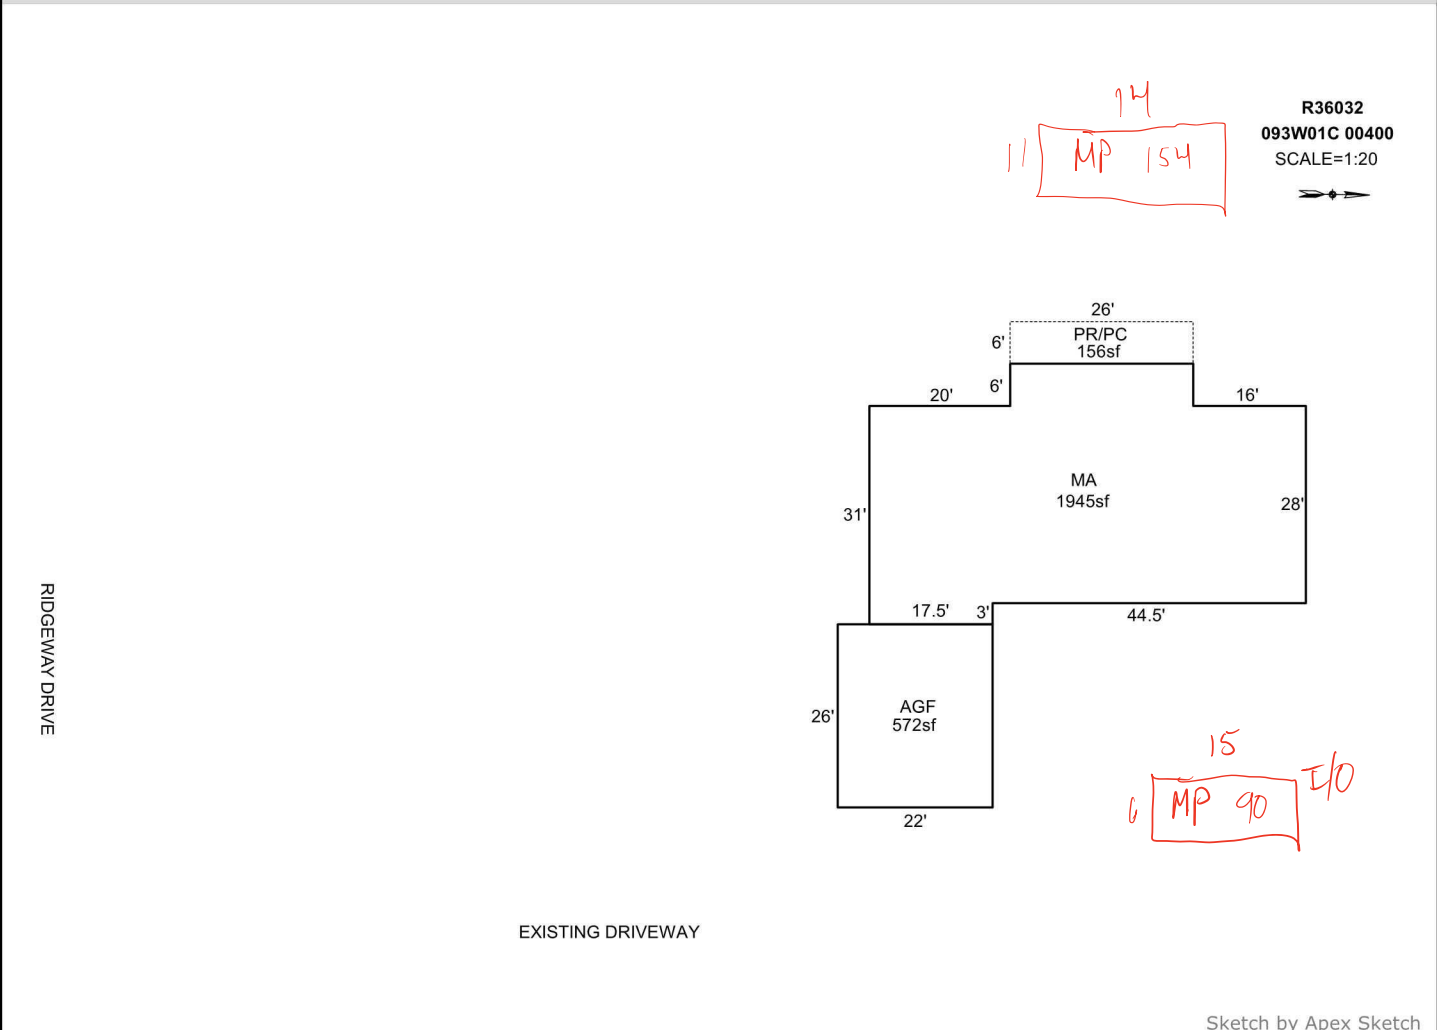 14
R36032
093W01C 00400
SCALE=1:20
11
MP 154
26'
6'
PR/PC
156sf
6'
20'
16'
MA
1945sf
31'
28'
17.5'
3'
44.5'
RIDGEWAY DRIVE
26'
AGF
572sf
22'
15
I/O
6
MP 90
EXISTING DRIVEWAY
Sketch by Apex Sketch